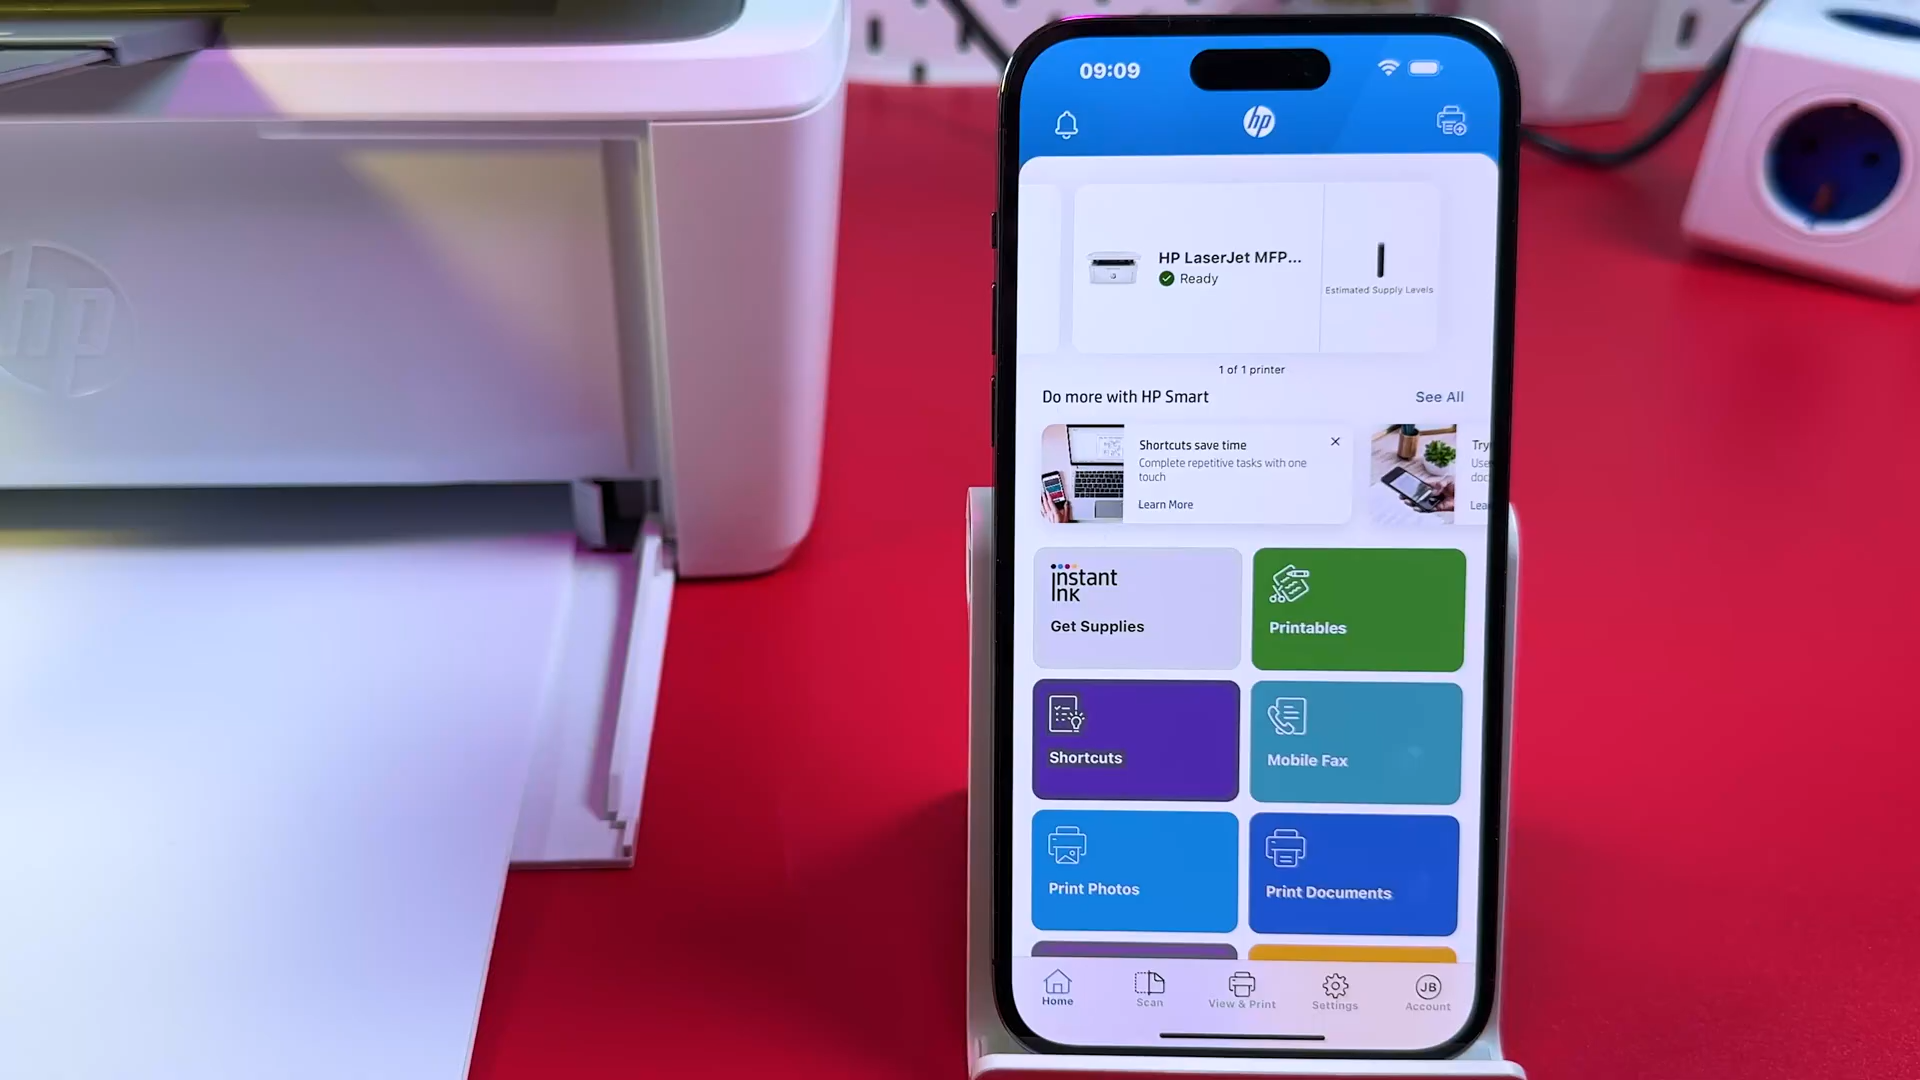 09:09
hp
hp
HP LaserJet MFP...
Ready
Estimated Supply Levels
1 of 1 printer
Do more with HP Smart
See All
Shortcuts save time
Complete repetitive tasks with one
touch
Learn More
Try
Use
doc
Lea
instant
ink
Get Supplies
Printables
Shortcuts
Mobile Fax
Print Photos
Print Documents
Home
Scan
View & Print
Settings
JB
Account